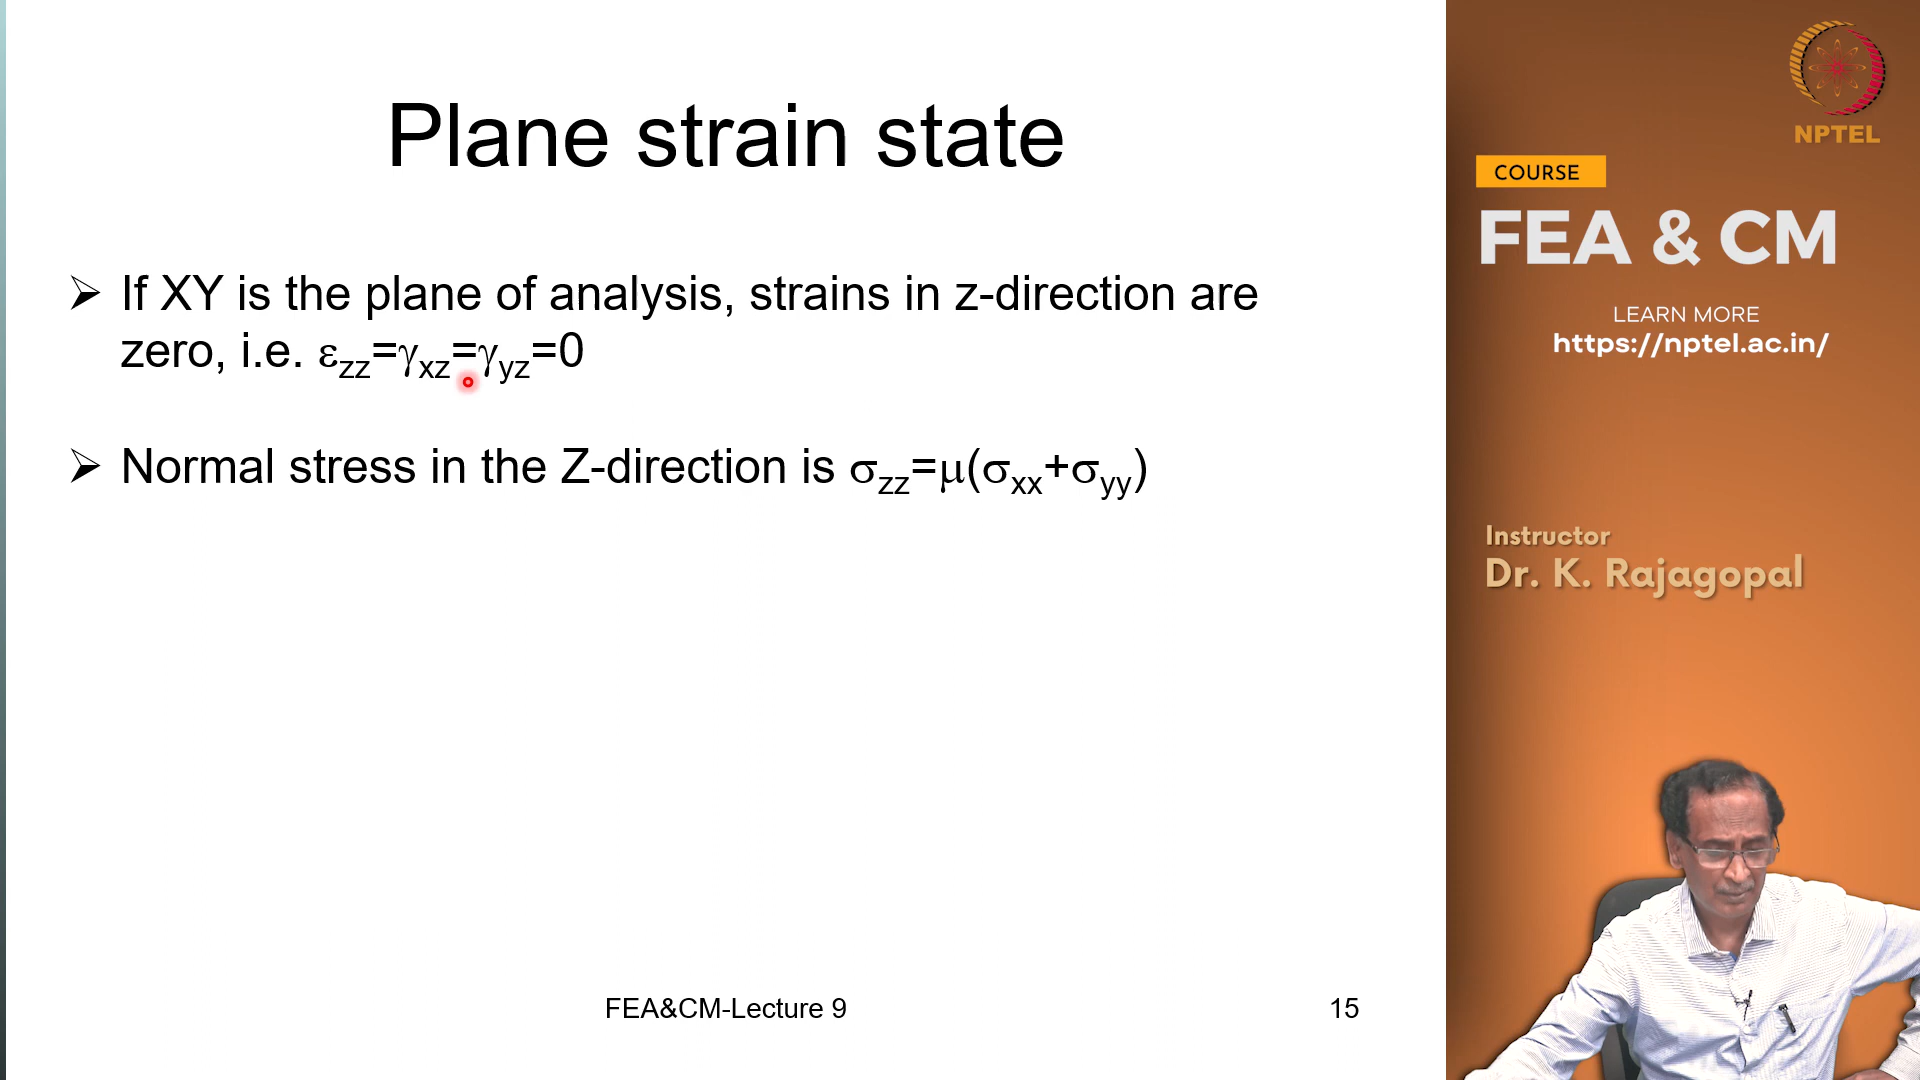 Plane strain state
➢ If XY is the plane of analysis, strains in z-direction are
zero, i.e. εzz=γxz=γyz=0
➢ Normal stress in the Z-direction is σzz=μ(σxx+σyy)
FEA&CM-Lecture 9
15
NPTEL
COURSE
FEA & CM
LEARN MORE
https://nptel.ac.in/
Instructor
Dr. K. Rajagopal